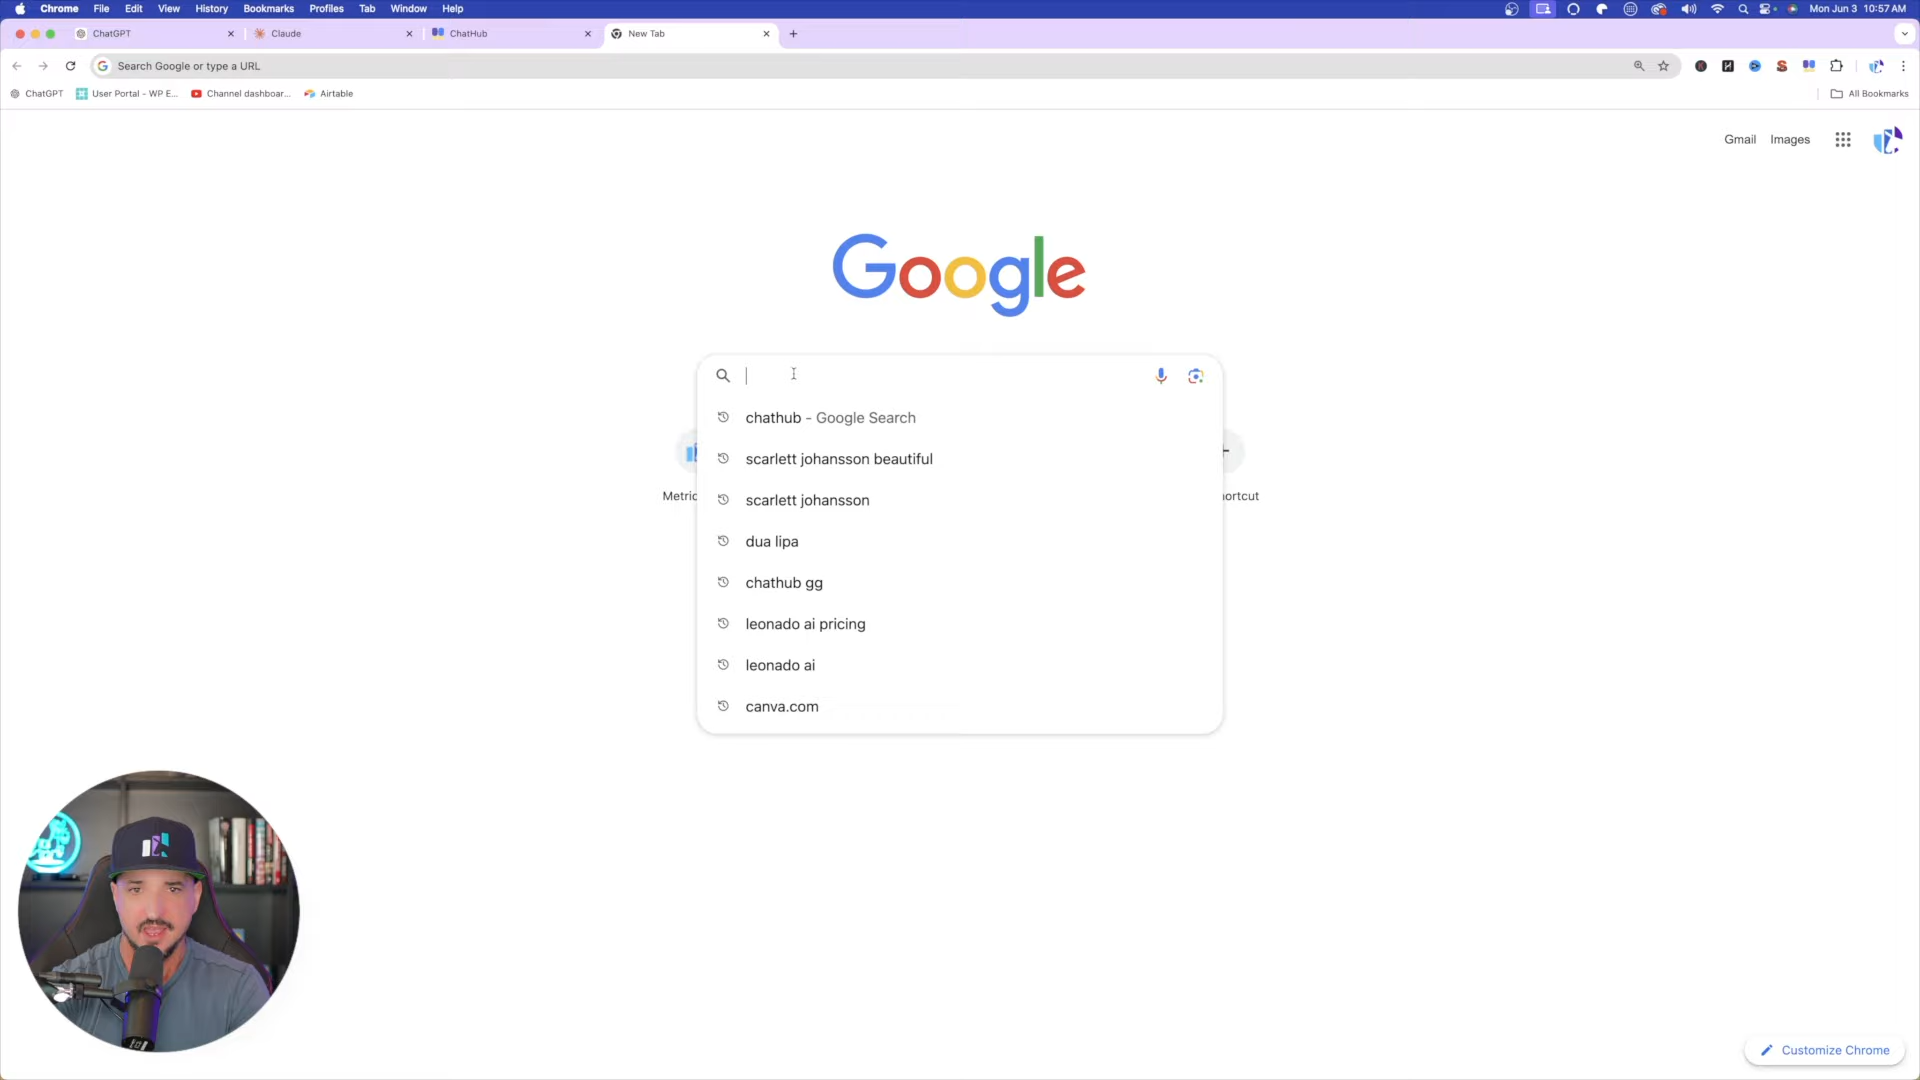 Chrome File Edit View History Bookmarks Profiles Tab Window Help Mon Jun 3 10:57 AM
ChatGPT Claude ChatHub New Tab
Search Google or type a URL
ChatGPT User Portal - WP E... Channel dashboar... Airtable All Bookmarks
Gmail Images
Google
chathub - Google Search
scarlett johansson beautiful
scarlett johansson
Metric ortcut
dua lipa
chathub gg
leonado ai pricing
leonado ai
canva.com
Customize Chrome